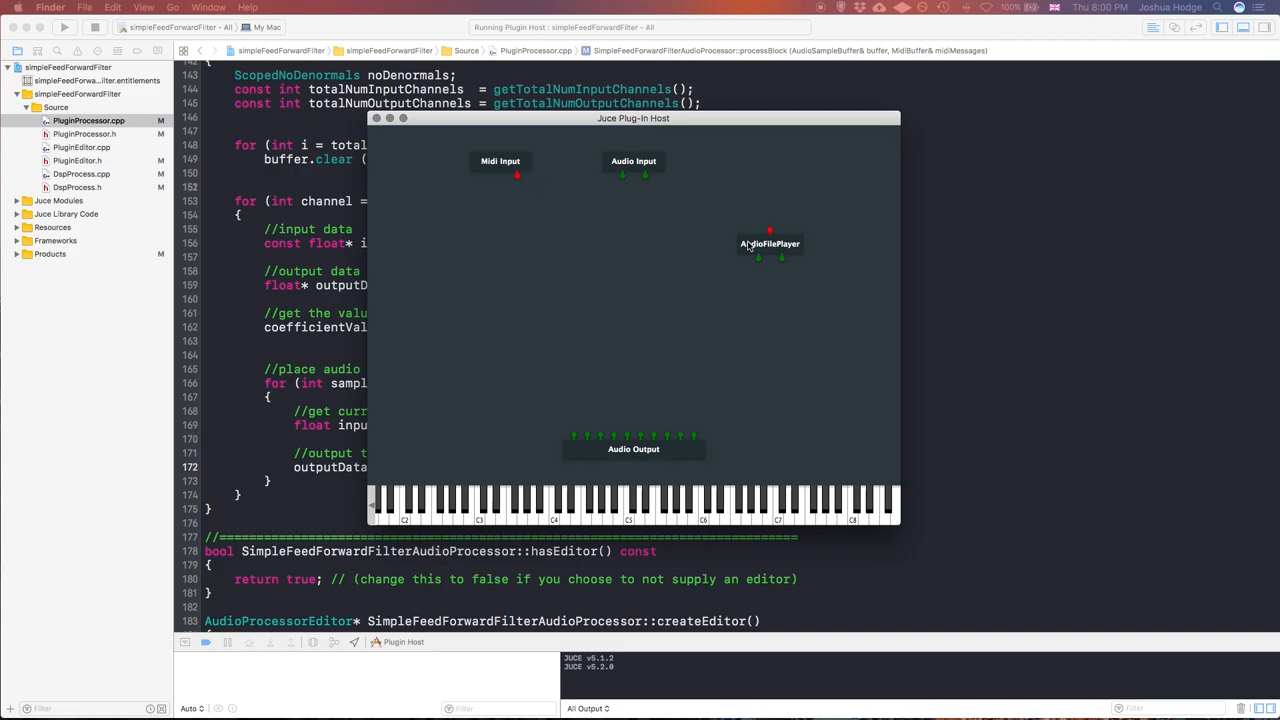 Finder File Edit View Go Window Help 100% Thu 8:00 PM Joshua Hodge
simpleFeedForwardFilter - All My Mac Running Plugin Host
simpleFeedForwardFilter simpleFeedForwardFilter Source PluginProcessor.cpp SimpleFeedForwardFilterAudioProcessor::processBlock (AudioSampleBuffer& buffer, MidiBuffer& midiMessages)
simpleFeedForwardFilter
simpleFeedForwa...ilter.entitlements
simpleFeedForwardFilter
Source
PluginProcessor.cpp M
PluginProcessor.h M
PluginEditor.cpp
PluginEditor.h M
DspProcess.cpp M
DspProcess.h M
Juce Modules
Juce Library Code
Resources
Frameworks
Products M
142 {
143 ScopedNoDenormals noDenormals;
144 const int totalNumInputChannels = getTotalNumInputChannels();
145 const int totalNumOutputChannels = getTotalNumOutputChannels();
146
147
148 for (int i = total
149 buffer.clear (
150
151
152
153 for (int channel =
154 {
155 //input data
156 const float* i
157
158 //output data
159 float* outputD
160
161 //get the valu
162 coefficientVal
163
164
165 //place audio
166 for (int sampl
167 {
168 //get curr
169 float inpu
170
171 //output t
172 outputData
173 }
174 }
175 }
176
177 //==============================================================================
178 bool SimpleFeedForwardFilterAudioProcessor::hasEditor() const
179 {
180 return true; // (change this to false if you choose to not supply an editor)
181 }
182
183 AudioProcessorEditor* SimpleFeedForwardFilterAudioProcessor::createEditor()
Juce Plug-In Host
Midi Input Audio Input
AudioFilePlayer
Audio Output
C2 C3 C4 C5 C6 C7 C8
Plugin Host
JUCE v5.1.2
JUCE v5.2.0
Filter Auto Filter All Output Filter